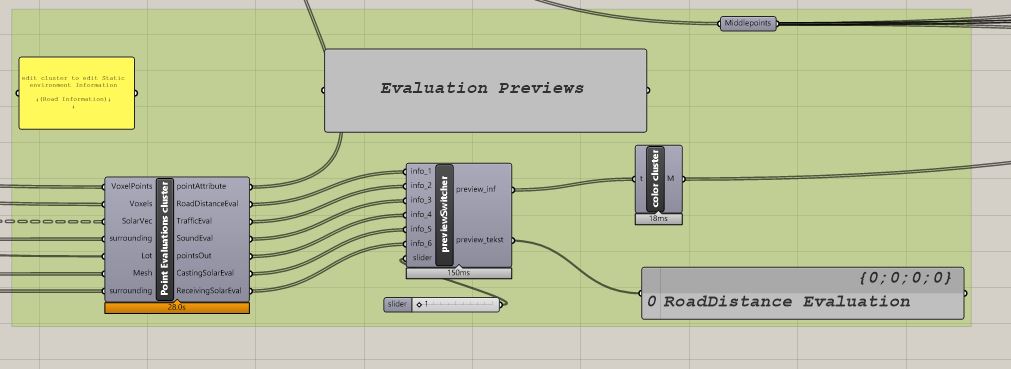 Middlepoints
edit cluster to edit Static
environment Information
;(Road Information);
;
Evaluation Previews
VoxelPoints
Voxels
SolarVec
surrounding
Lot
Mesh
surrounding
Point Evaluations cluster
pointAttribute
RoadDistanceEval
TrafficEval
SoundEval
pointsOut
CastingSolarEval
ReceivingSolarEval
28.0s
info_1
info_2
info_3
info_4
info_5
info_6
slider
previewSwitcher
preview_inf
preview_tekst
150ms
slider
1
t
color cluster
M
18ms
{0;0;0;0}
0 RoadDistance Evaluation